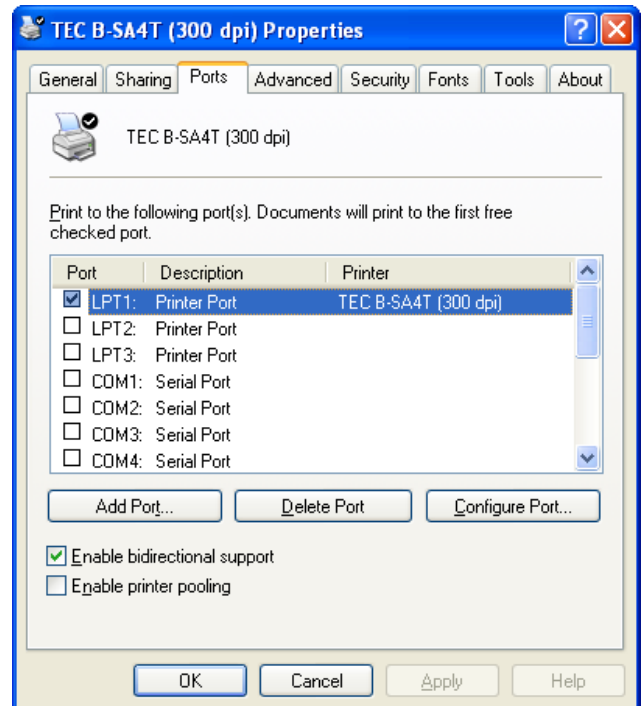 TEC B-SA4T (300 dpi) Properties
General Sharing Ports Advanced Security Fonts Tools About
TEC B-SA4T (300 dpi)
Print to the following port(s). Documents will print to the first free
checked port.
Port Description Printer
LPT1: Printer Port TEC B-SA4T (300 dpi)
LPT2: Printer Port
LPT3: Printer Port
COM1: Serial Port
COM2: Serial Port
COM3: Serial Port
COM4: Serial Port
Add Port... Delete Port Configure Port...
Enable bidirectional support
Enable printer pooling
OK Cancel Apply Help